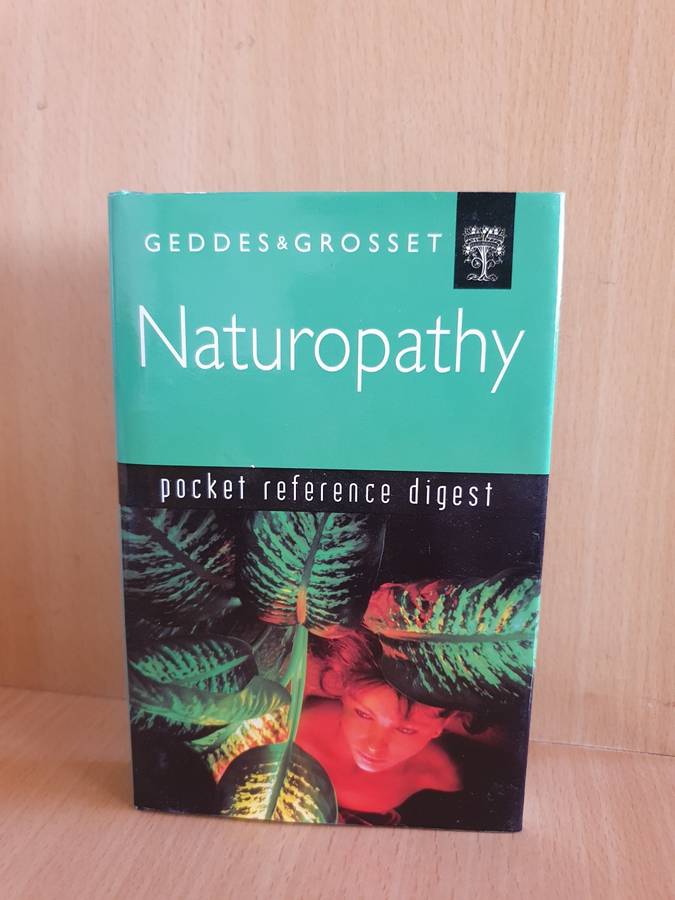 GEDDES&GROSSET
Naturopathy
pocket reference digest